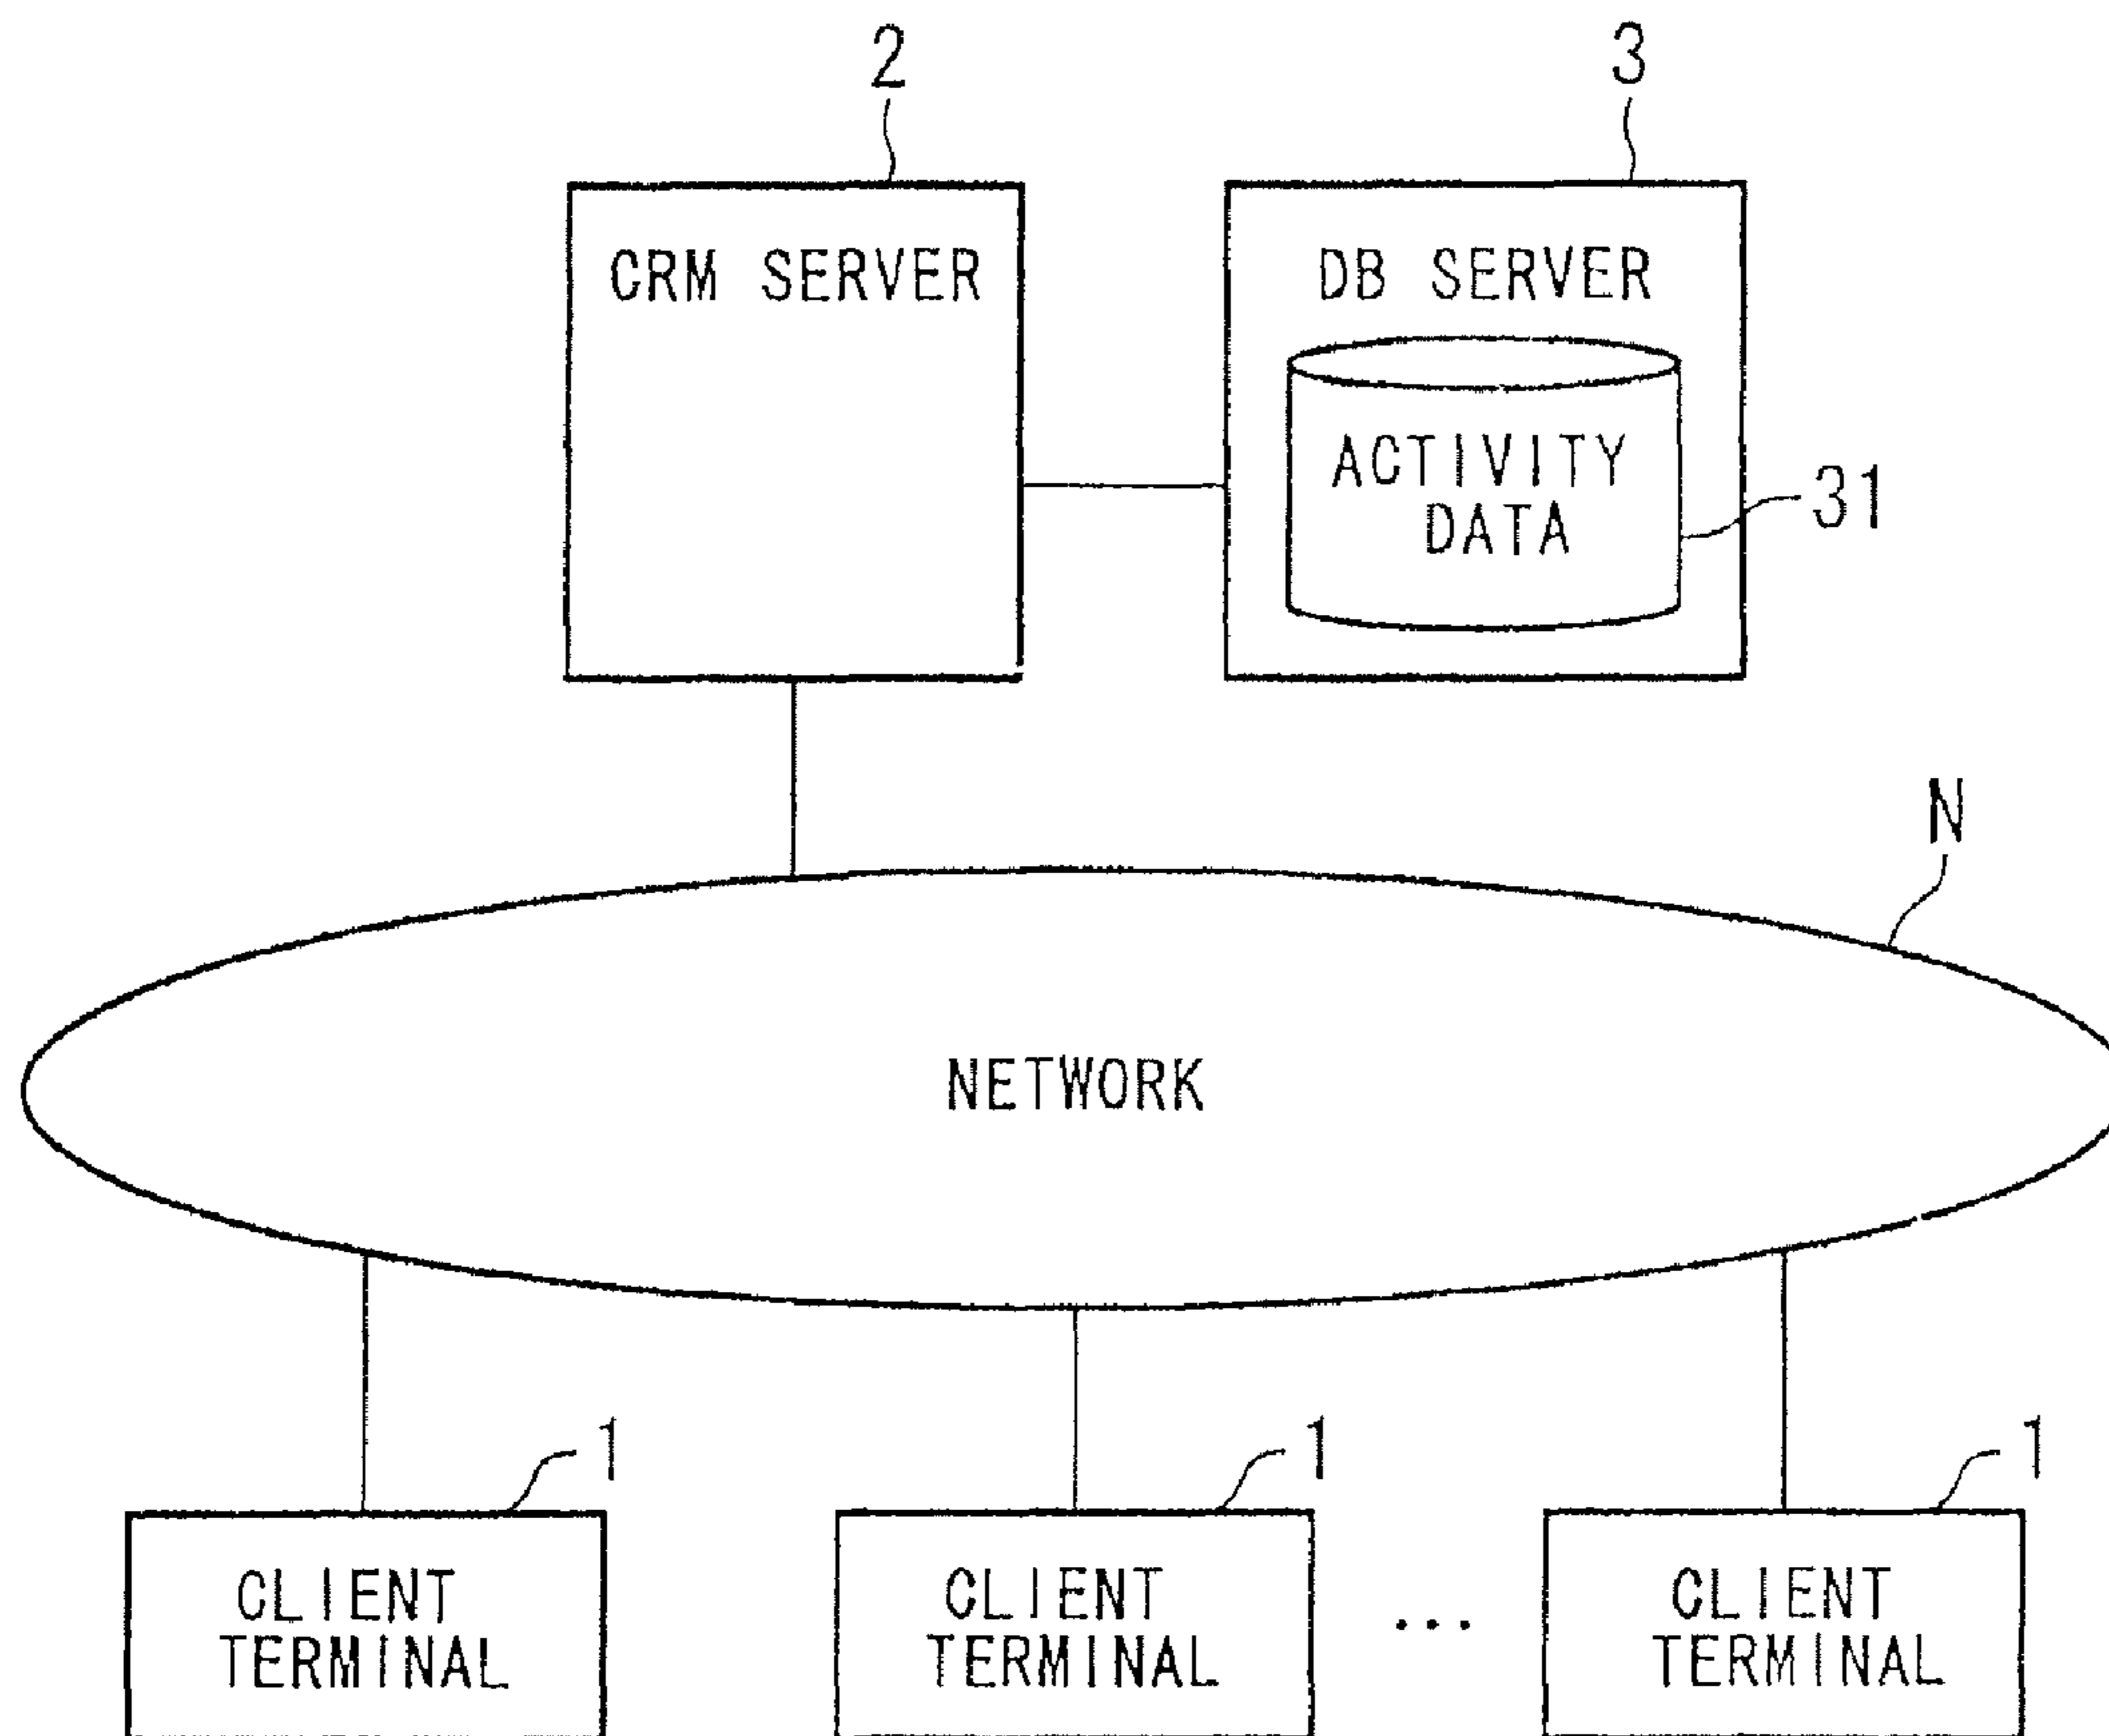 2
3
CRM SERVER
DB SERVER
ACTIVITY
DATA
31
N
NETWORK
1
1
1
CLIENT
TERMINAL
CLIENT
TERMINAL
...
CLIENT
TERMINAL